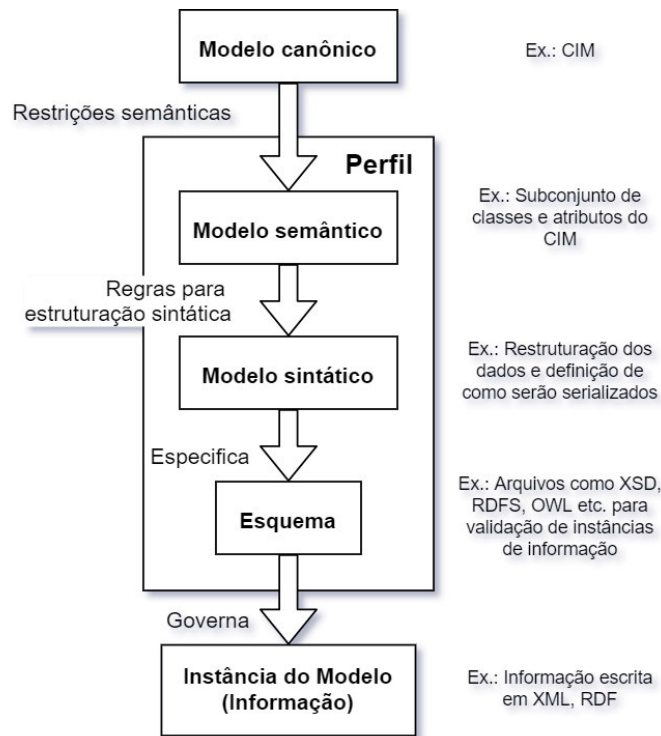 Modelo canônico
Ex.: CIM
Restrições semânticas
Perfil
Modelo semântico
Ex.: Subconjunto de
classes e atributos do
CIM
Regras para
estruturação sintática
Modelo sintático
Ex.: Restruturação dos
dados e definição de
como serão serializados
Especifica
Esquema
Ex.: Arquivos como XSD,
RDFS, OWL etc. para
validação de instâncias
de informação
Governa
Instância do Modelo
(Informação)
Ex.: Informação escrita
em XML, RDF